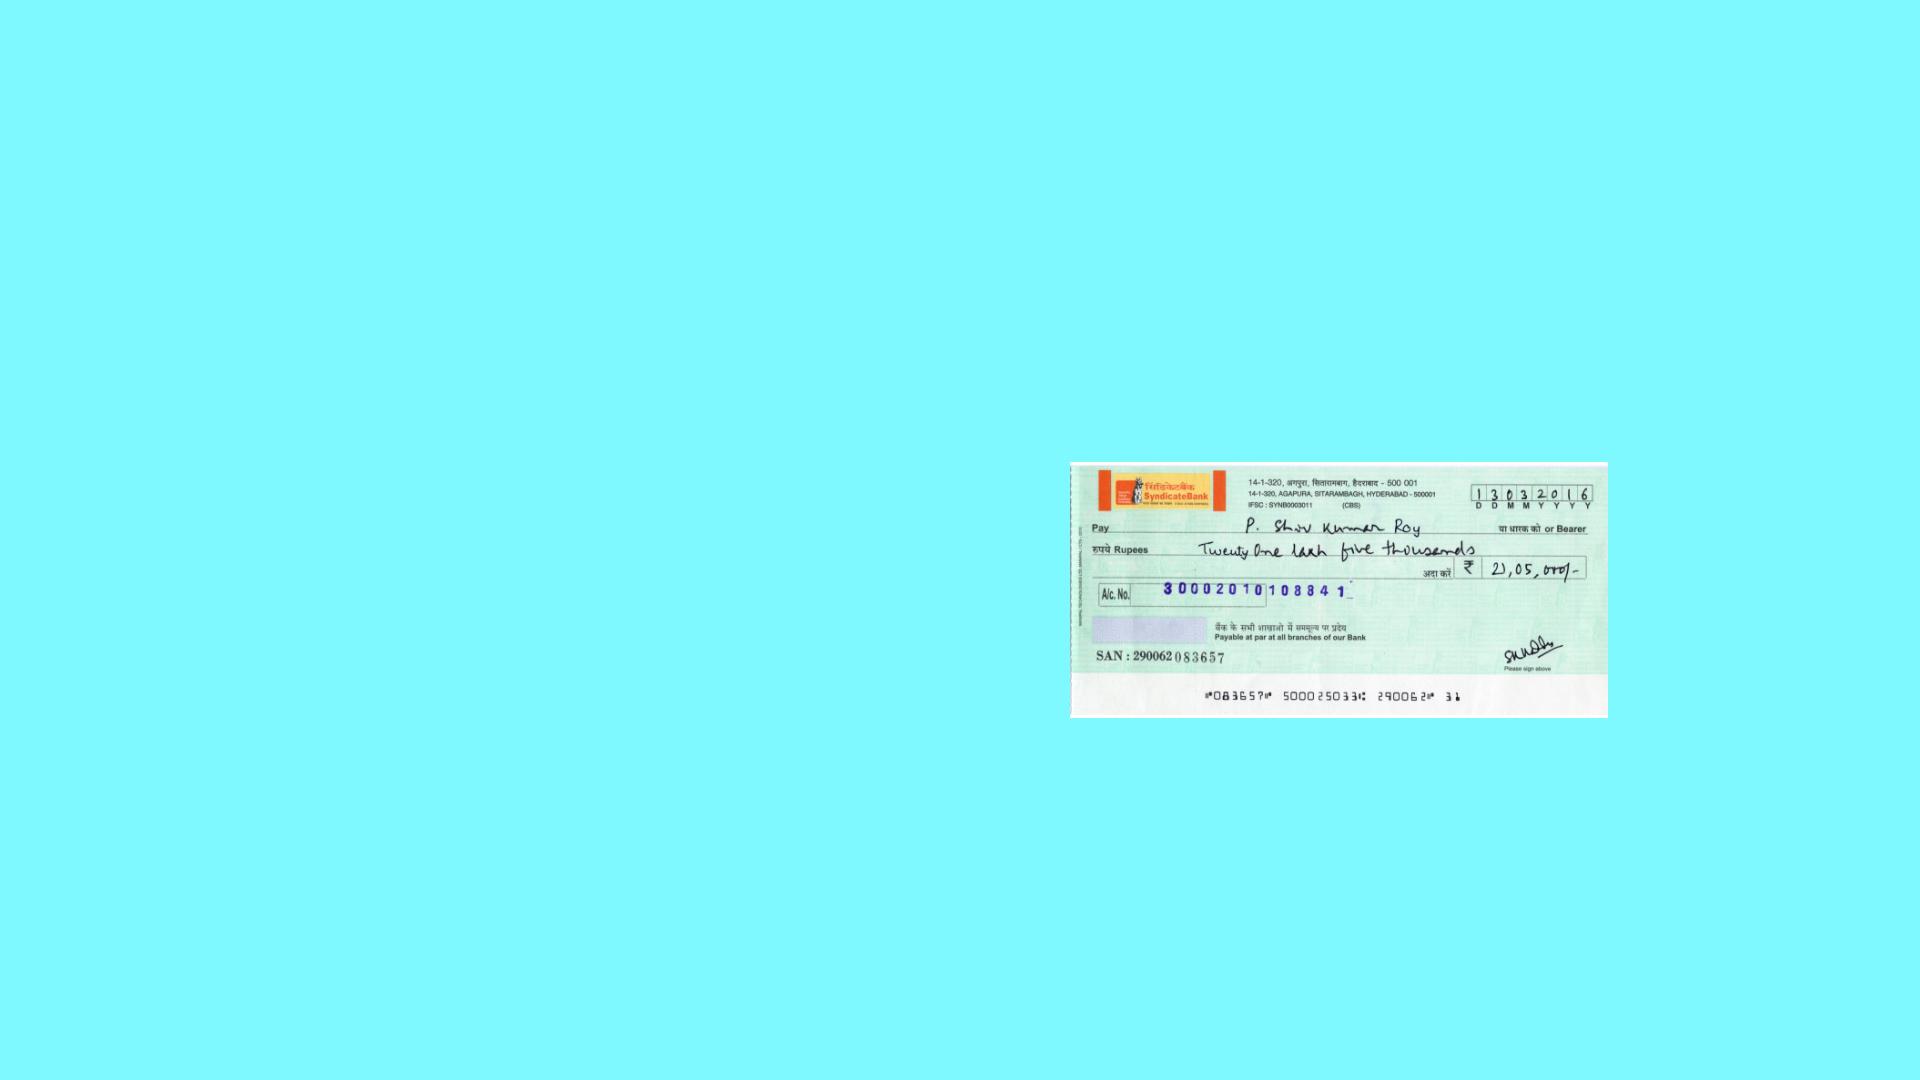 सिंडिकेटबैंक
SyndicateBank
14-1-320, अगपुरा, सितारामबाग, हैदराबाद - 500 001
14-1-320, AGAPURA, SITARAMBAGH, HYDERABAD - 500001
IFSC : SYNB0003011 (CBS)
1 3 0 3 2 0 1 6
D D M M Y Y Y Y
Pay P. Shiv Kumar Roy या धारक को or Bearer
रुपये Rupees Twenty One lakh five thousands
अदा करें ₹ 21,05,000/-
A/c. No. 30002010108841
बैंक के सभी शाखाओ में सममूल्य पर प्रदेय
Payable at par at all branches of our Bank
SAN : 290062 083657
Please sign above
⑈083657⑈ 500025033⑆ 290062⑈ 31